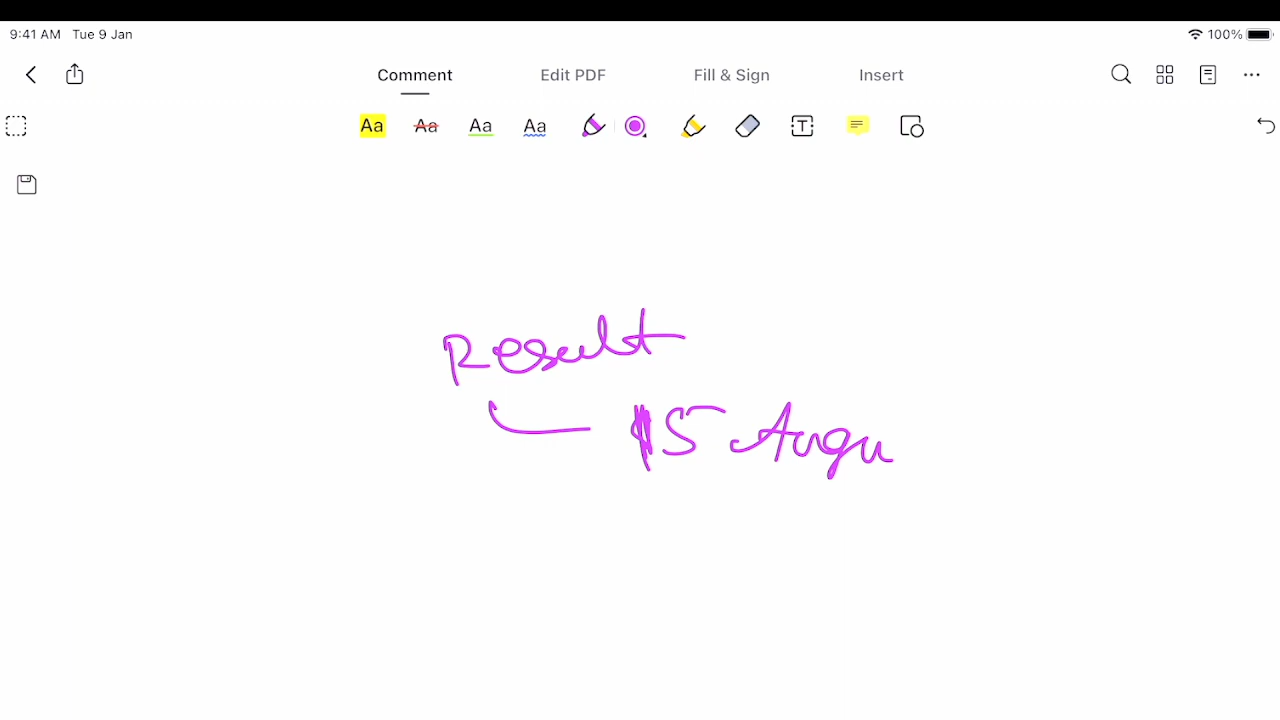 9:41 AM Tue 9 Jan 100%
Comment Edit PDF Fill & Sign Insert
Aa Aa Aa Aa T
Result
15 Augu